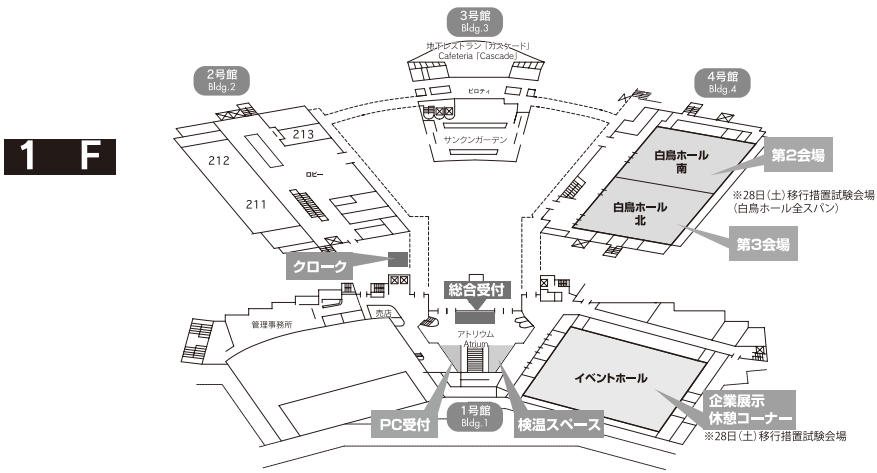 3号館
Bldg.3
地下レストラン「カスケード」
Cafeteria「Cascade」
2号館
Bldg.2
4号館
Bldg.4
ピロティ
1 F
213
212
211
ロビー
サンクンガーデン
白鳥ホール
南
第2会場
※28日(土)移行措置試験会場
(白鳥ホール全スパン)
白鳥ホール
北
第3会場
クローク
総合受付
売店
管理事務所
アトリウム
Atrium
イベントホール
企業展示
休憩コーナー
※28日(土)移行措置試験会場
PC受付
1号館
Bldg.1
検温スペース